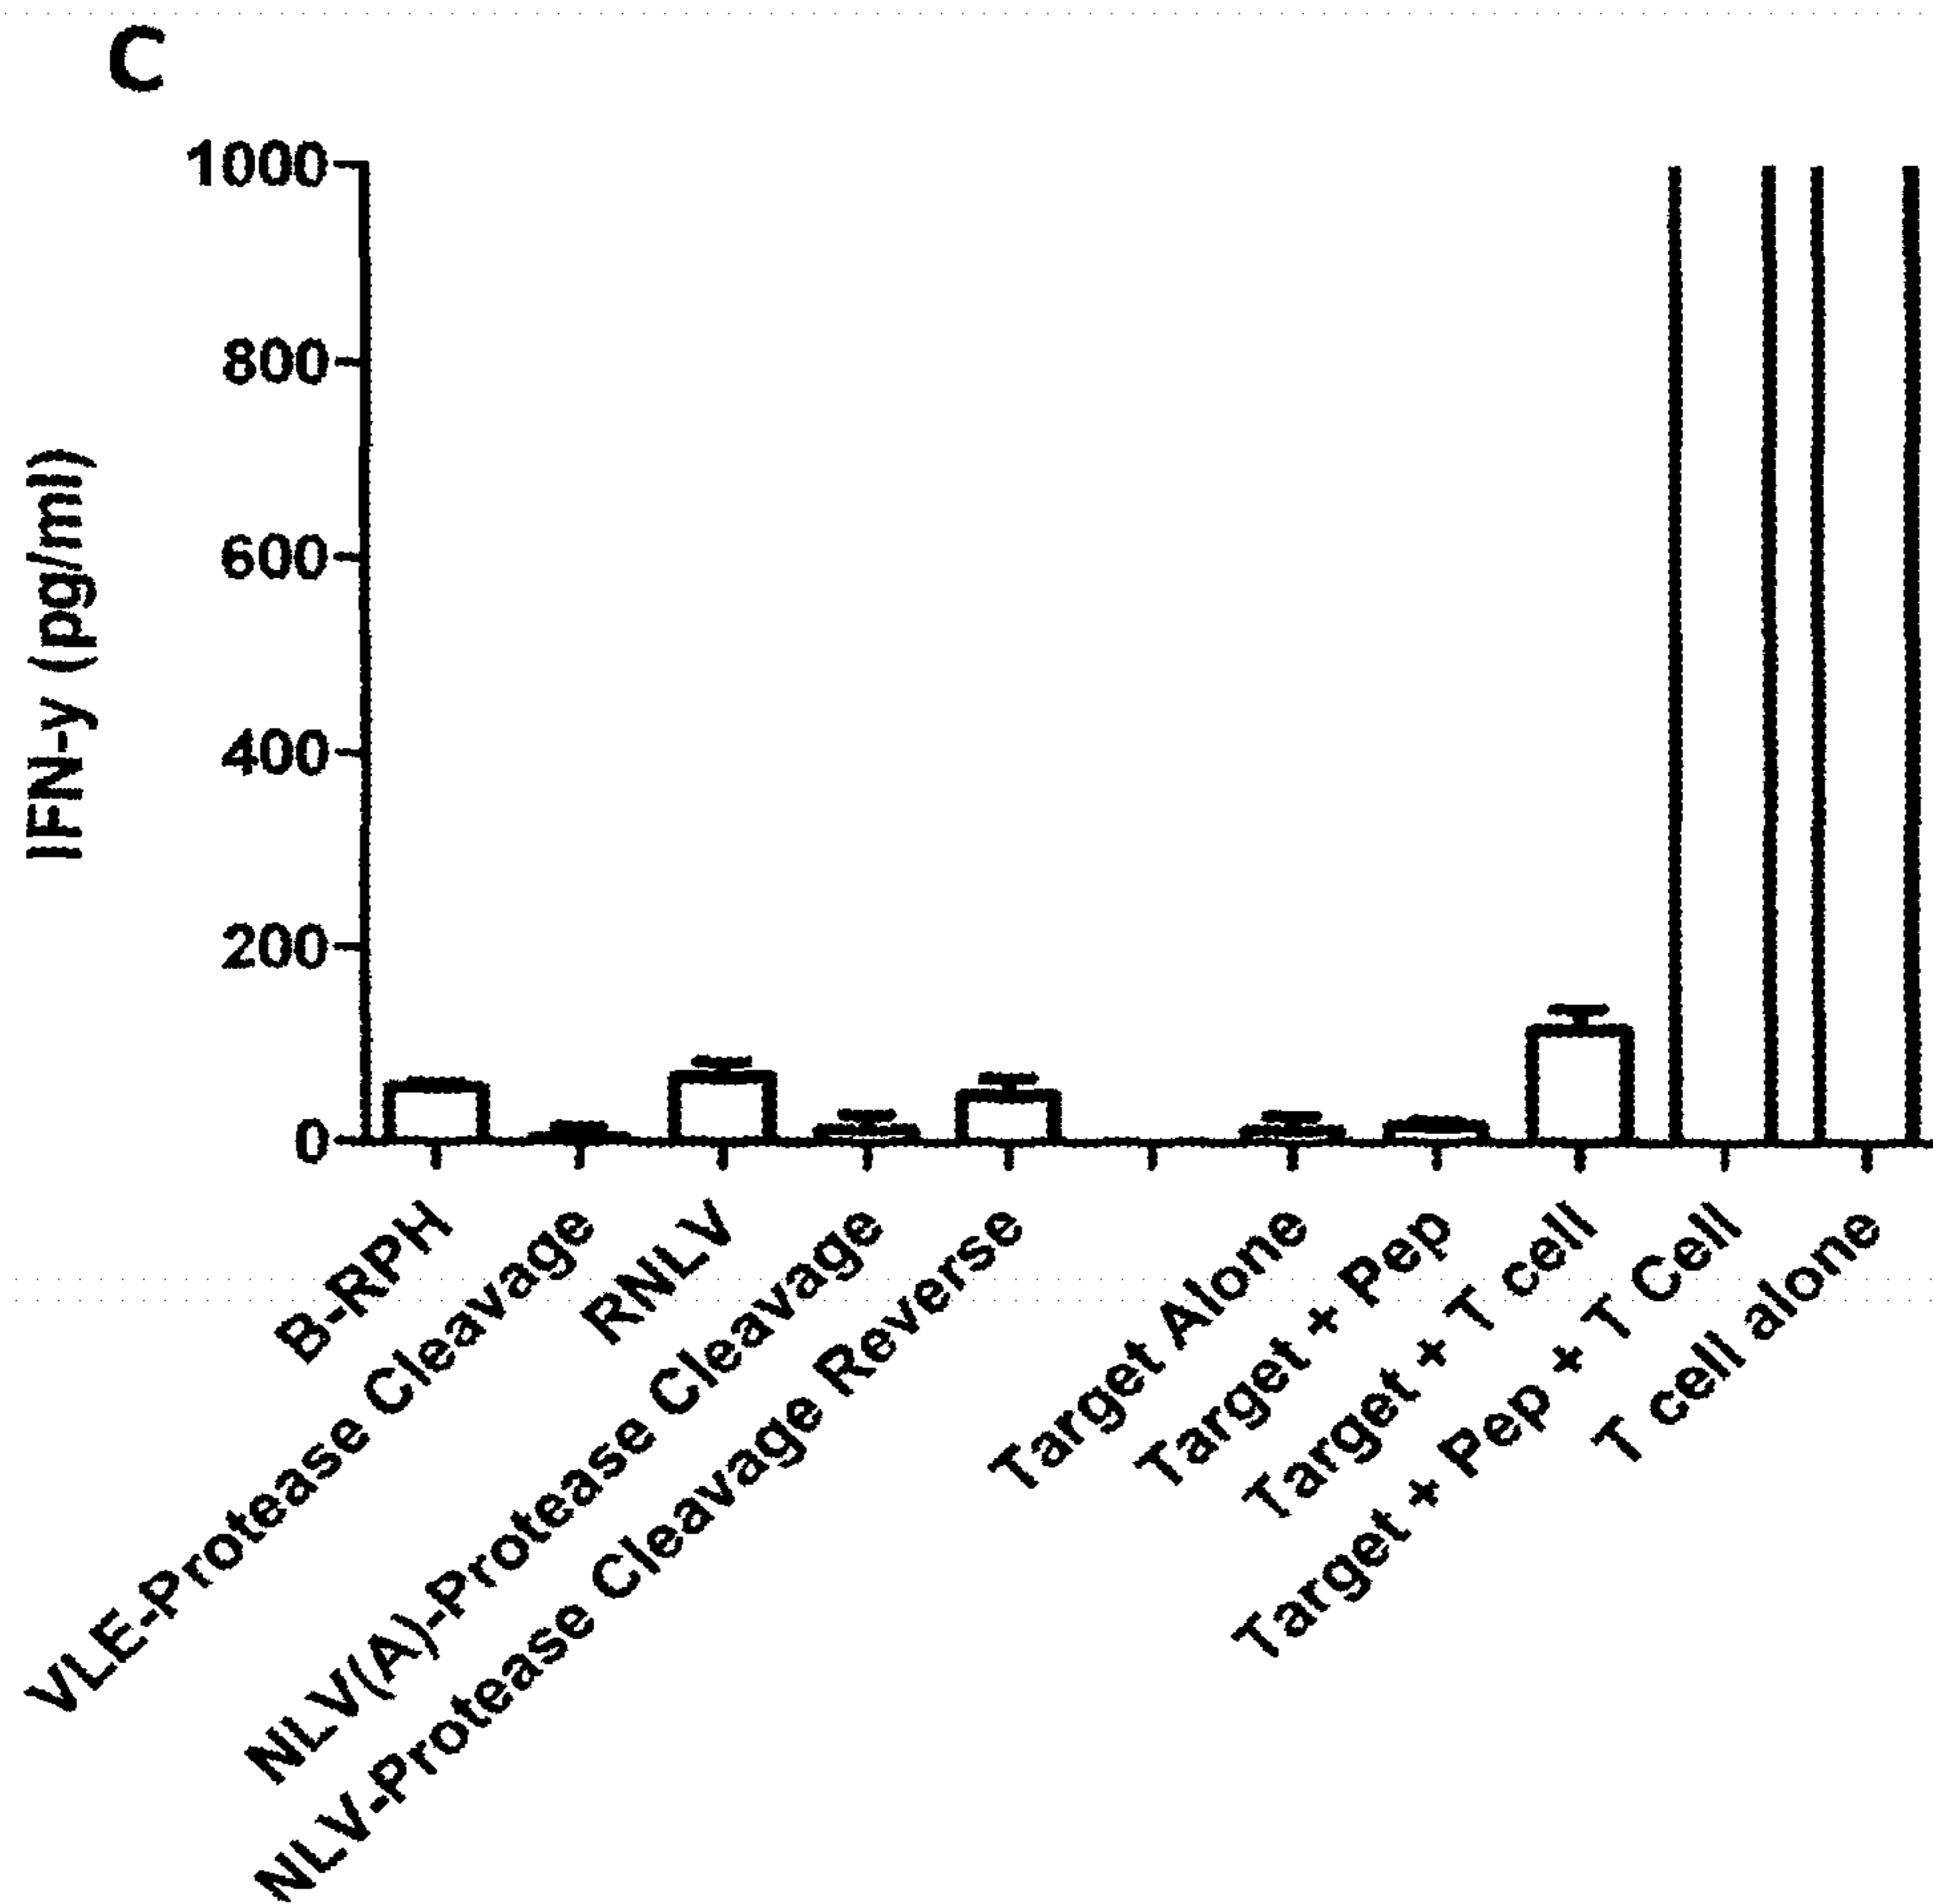 C
1000
800
600
400
200
0
IFN-y (pg/ml)
B-RPH
VLE-Protease Cleavage
RNLV
NLV(A)-Protease Cleavage
NLV-Protease Cleavage Reverse
Target Alone
Target + Pep
Target + T cell
Target + Pep + T Cell
T cell alone